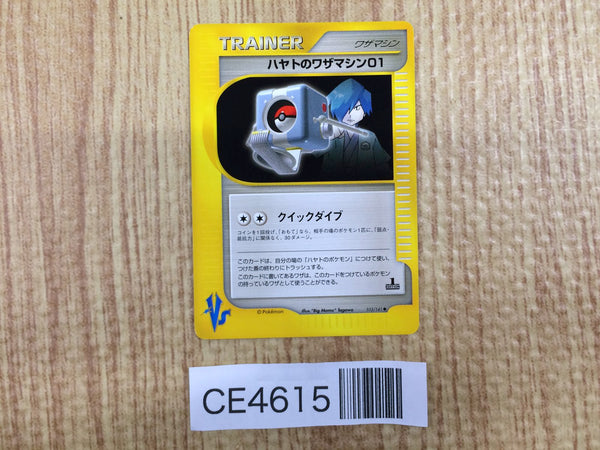 TRAINER
ワザマシン
ハヤトのワザマシン01
クイックダイブ
コインを1回投げ、「おもて」なら、相手の場のポケモン1匹に、「弱点・
抵抗力」に関係なく、30ダメージ。
このカードは、自分の場の「ハヤトのポケモン」につけて使い、
つけた番の終わりにトラッシュする。
このカードに書いてあるワザは、このカードをつけているポケモン
の持っているワザとして使うことができる。
1
VS
©Pokémon
Illus."Big Mama" Tagawa
103/141●
CE4615